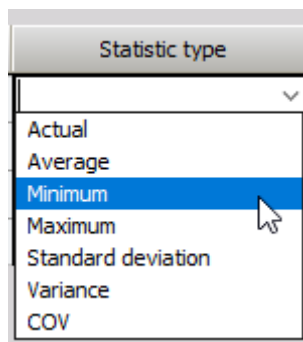 Statistic type
Actual
Average
Minimum
Maximum
Standard deviation
Variance
COV